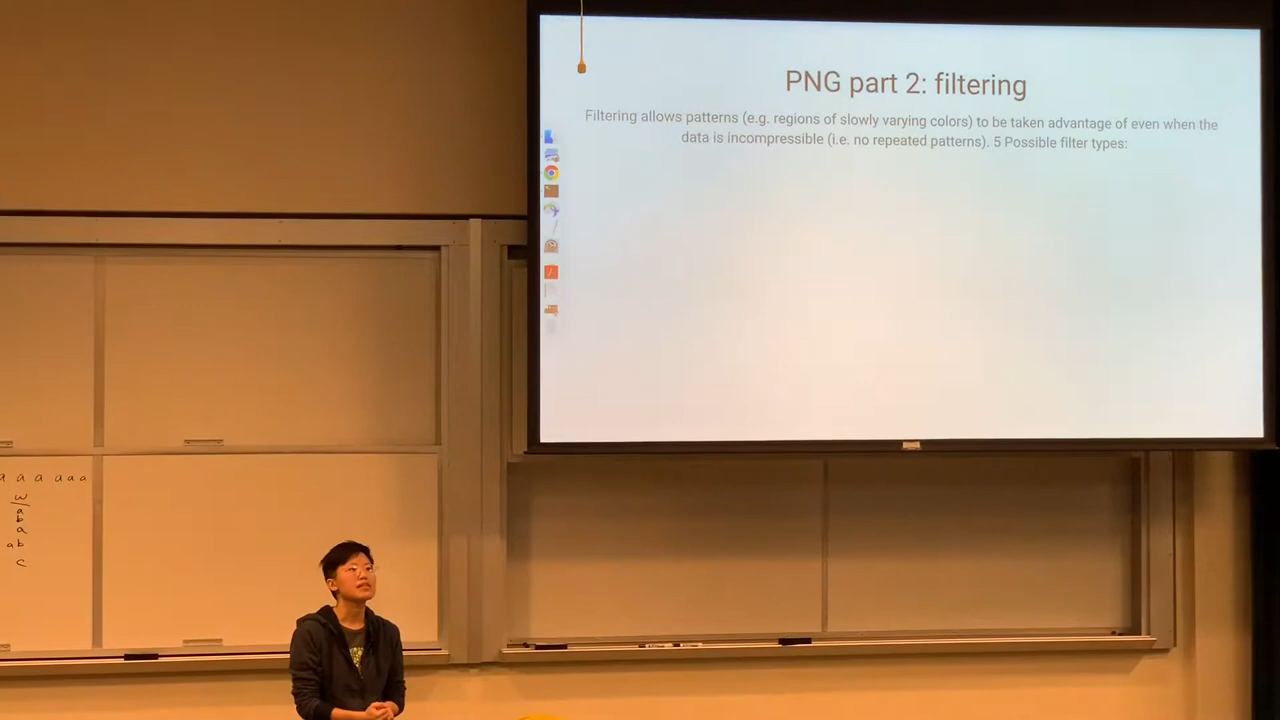 PNG part 2: filtering
Filtering allows patterns (e.g. regions of slowly varying colors) to be taken advantage of even when the
data is incompressible (i.e. no repeated patterns). 5 Possible filter types:
a a a a a a
w
a
b
a
a b
c